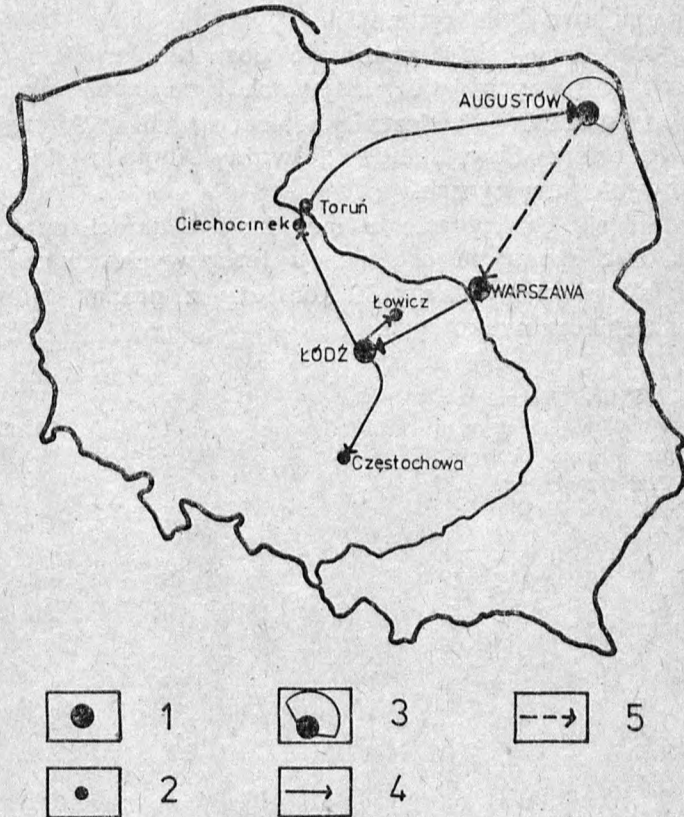 AUGUSTÓW
Toruń
Ciechocinek
WARSZAWA
Łowicz
ŁÓDŹ
Częstochowa
1 3 5
2 4